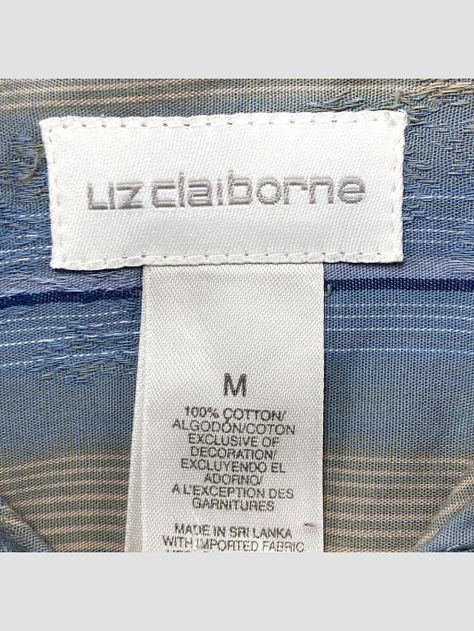 Liz claiborne
M
100% COTTON/
ALGODÓN/COTON
EXCLUSIVE OF
DECORATION/
EXCLUYENDO EL
ADORNO/
A L'EXCEPTION DES
GARNITURES
MADE IN SRI LANKA
WITH IMPORTED FABRIC